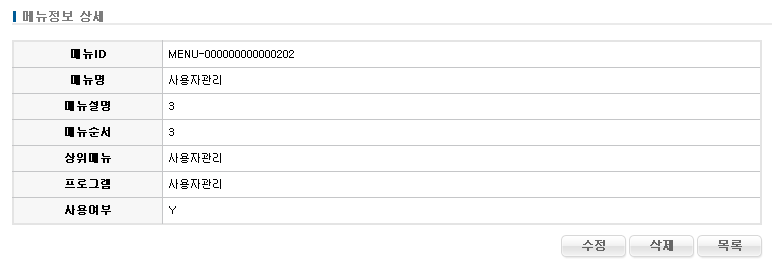 메뉴정보 상세
메뉴ID MENU-000000000000202
메뉴명 사용자관리
메뉴설명 3
메뉴순서 3
상위메뉴 사용자관리
프로그램 사용자관리
사용여부 Y
수정 삭제 목록